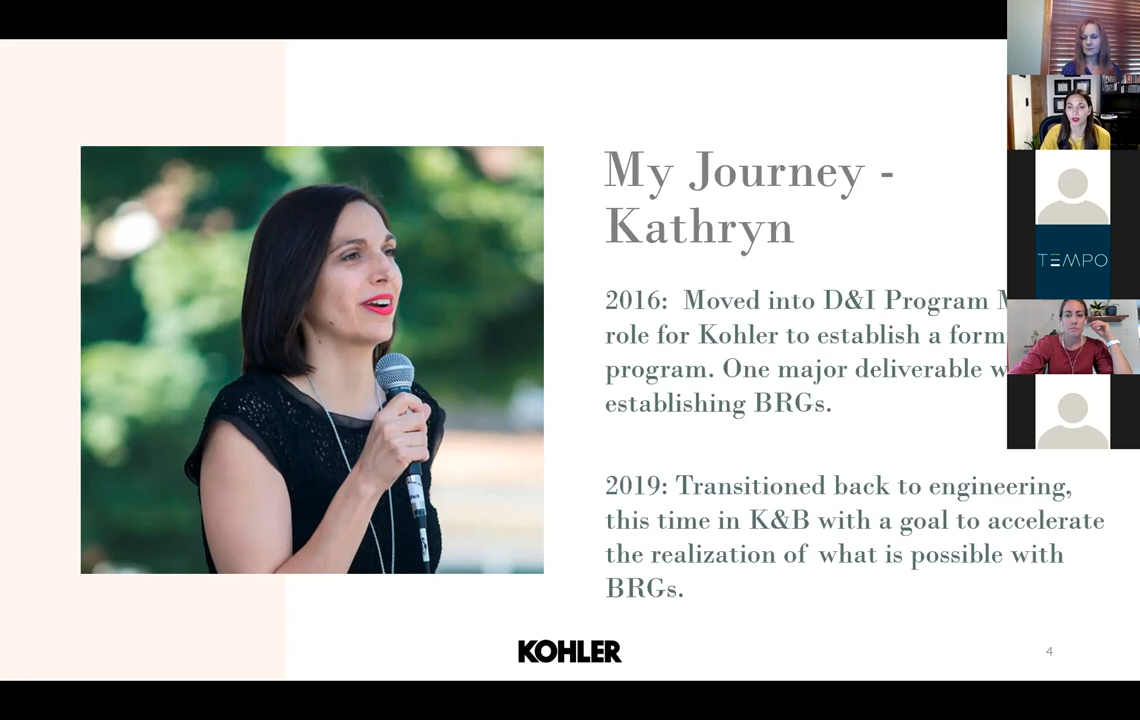 My Journey -
Kathryn
2016:  Moved into D&I Program
role for Kohler to establish a form
program. One major deliverable w
establishing BRGs.
2019: Transitioned back to engineering,
this time in K&B with a goal to accelerate
the realization of what is possible with
BRGs.
KOHLER
4
TEMPO